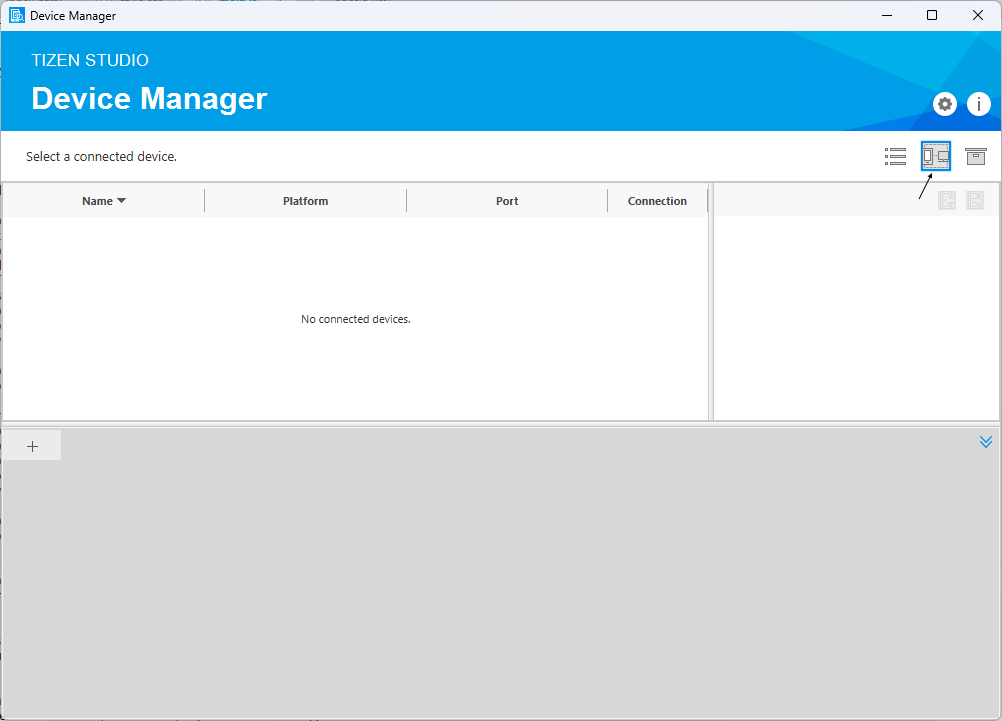 Device Manager
TIZEN STUDIO
Device Manager
Select a connected device.
Name Platform Port Connection
No connected devices.